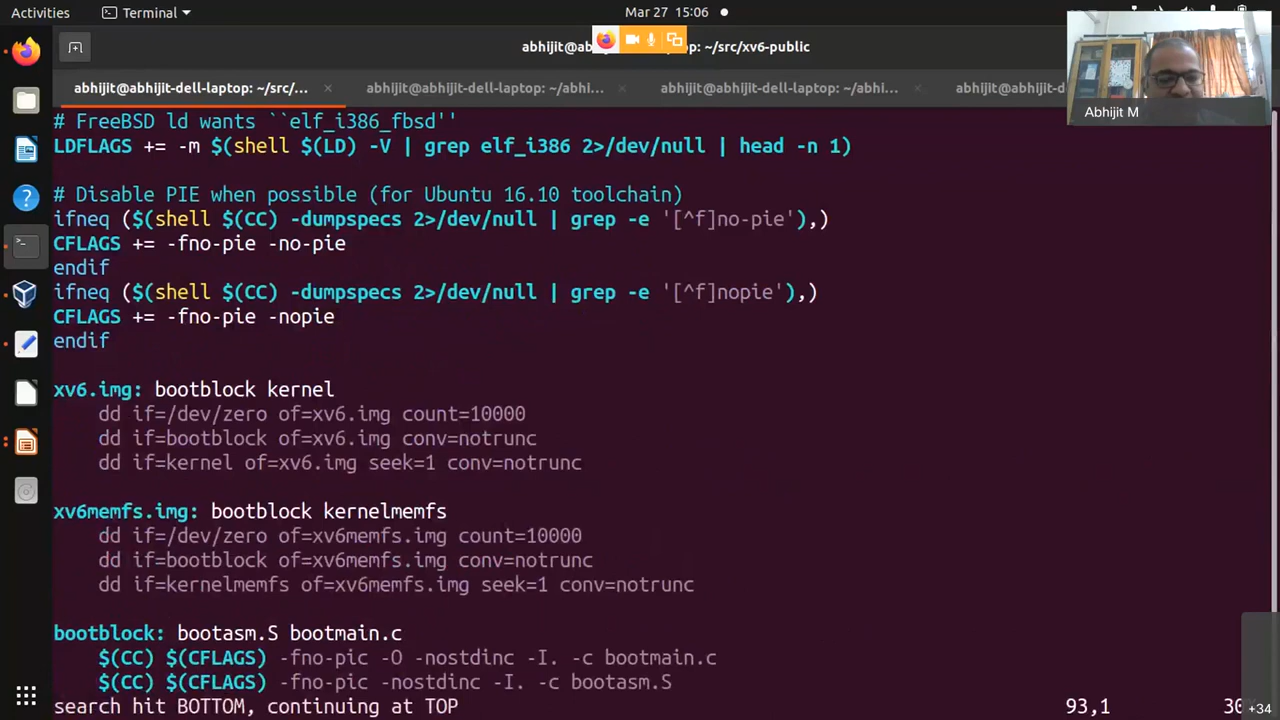 Activities
Terminal
Mar 27 15:06
abhijit@ab
top: ~/src/xv6-public
abhijit@abhijit-dell-laptop: ~/src/... ×
abhijit@abhijit-dell-laptop: ~/abhi... ×
abhijit@abhijit-dell-laptop: ~/abhi... ×
abhijit@abhijit-dell-l
Abhijit M
# FreeBSD ld wants ``elf_i386_fbsd''
LDFLAGS += -m $(shell $(LD) -V | grep elf_i386 2>/dev/null | head -n 1)
# Disable PIE when possible (for Ubuntu 16.10 toolchain)
ifneq ($(shell $(CC) -dumpspecs 2>/dev/null | grep -e '[^f]no-pie'),)
CFLAGS += -fno-pie -no-pie
endif
ifneq ($(shell $(CC) -dumpspecs 2>/dev/null | grep -e '[^f]nopie'),)
CFLAGS += -fno-pie -nopie
endif
xv6.img: bootblock kernel
dd if=/dev/zero of=xv6.img count=10000
dd if=bootblock of=xv6.img conv=notrunc
dd if=kernel of=xv6.img seek=1 conv=notrunc
xv6memfs.img: bootblock kernelmemfs
dd if=/dev/zero of=xv6memfs.img count=10000
dd if=bootblock of=xv6memfs.img conv=notrunc
dd if=kernelmemfs of=xv6memfs.img seek=1 conv=notrunc
bootblock: bootasm.S bootmain.c
$(CC) $(CFLAGS) -fno-pic -O -nostdinc -I. -c bootmain.c
$(CC) $(CFLAGS) -fno-pic -nostdinc -I. -c bootasm.S
search hit BOTTOM, continuing at TOP
93,1
30
+34